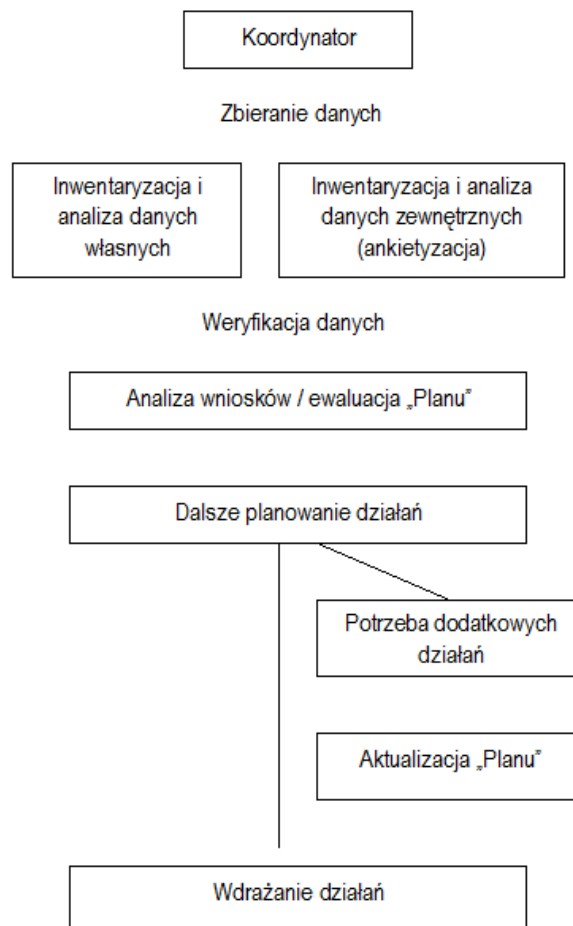 Koordynator
Zbieranie danych
Inwentaryzacja i
analiza danych
własnych
Inwentaryzacja i analiza
danych zewnętrznych
(ankietyzacja)
Weryfikacja danych
Analiza wniosków / ewaluacja „Planu”
Dalsze planowanie działań
Potrzeba dodatkowych
działań
Aktualizacja „Planu”
Wdrażanie działań